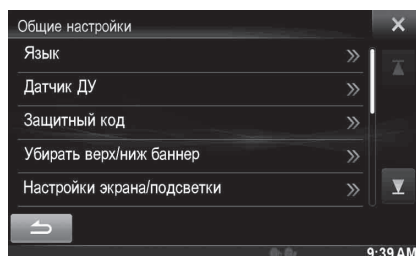 Общие настройки
Язык
Датчик ДУ
Защитный код
Убирать верх/ниж баннер
Настройки экрана/подсветки
9:39 AM